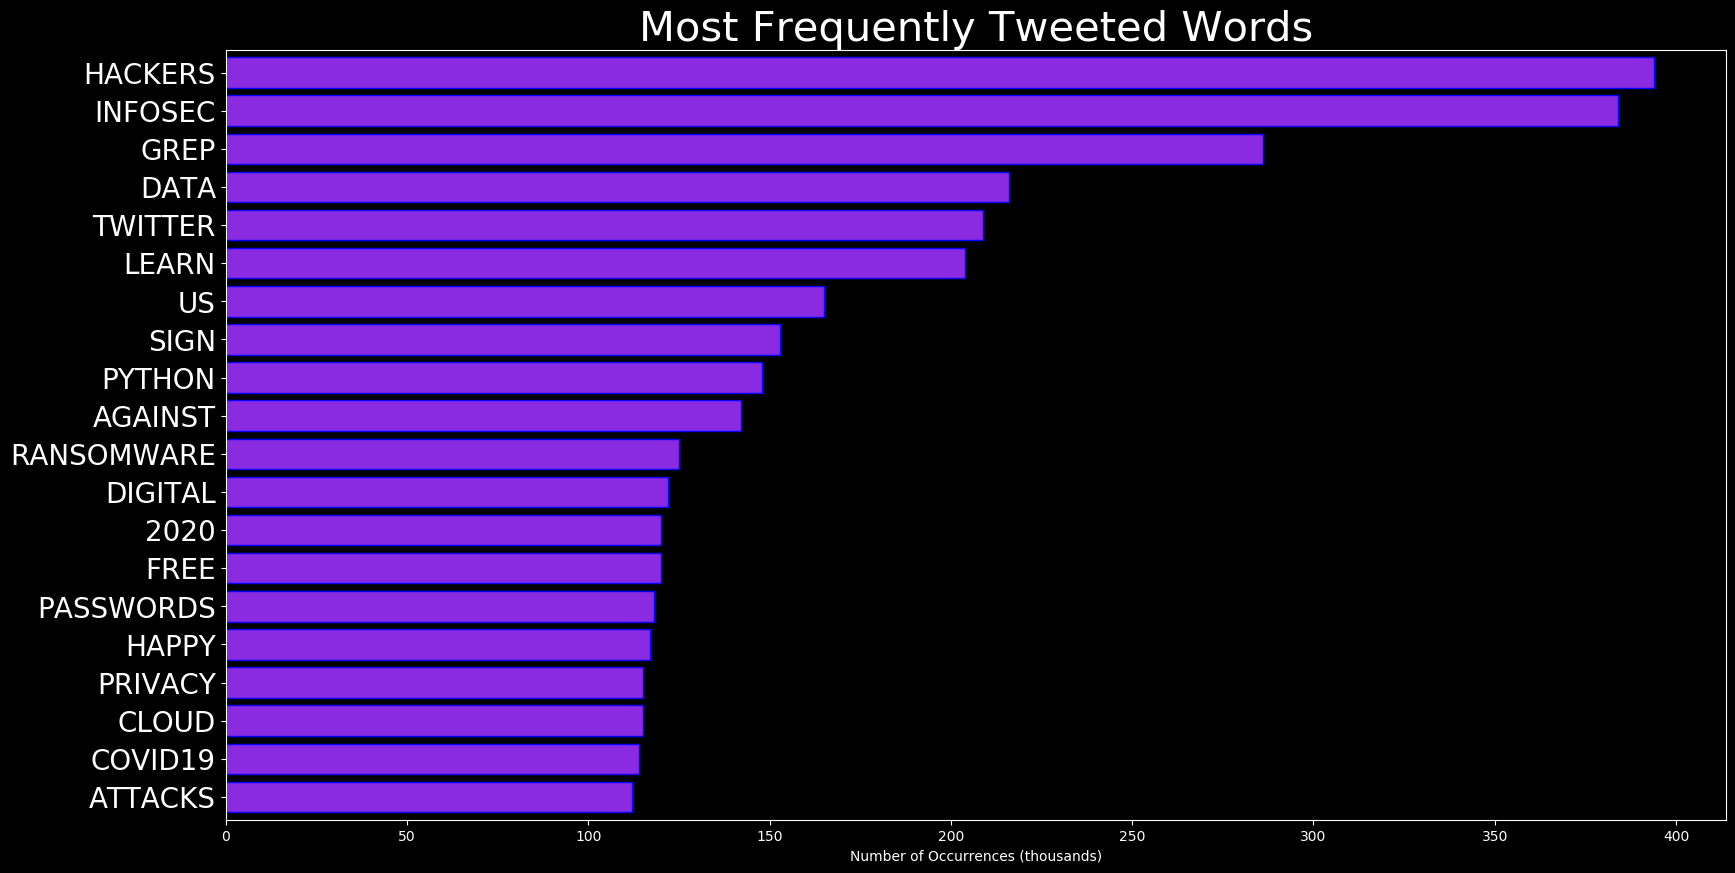 Most Frequently Tweeted Words
HACKERS
INFOSEC
GREP
DATA
TWITTER
LEARN
US
SIGN
PYTHON
AGAINST
RANSOMWARE
DIGITAL
2020
FREE
PASSWORDS
HAPPY
PRIVACY
CLOUD
COVID19
ATTACKS
0 50 100 150 200 250 300 350 400
Number of Occurrences (thousands)